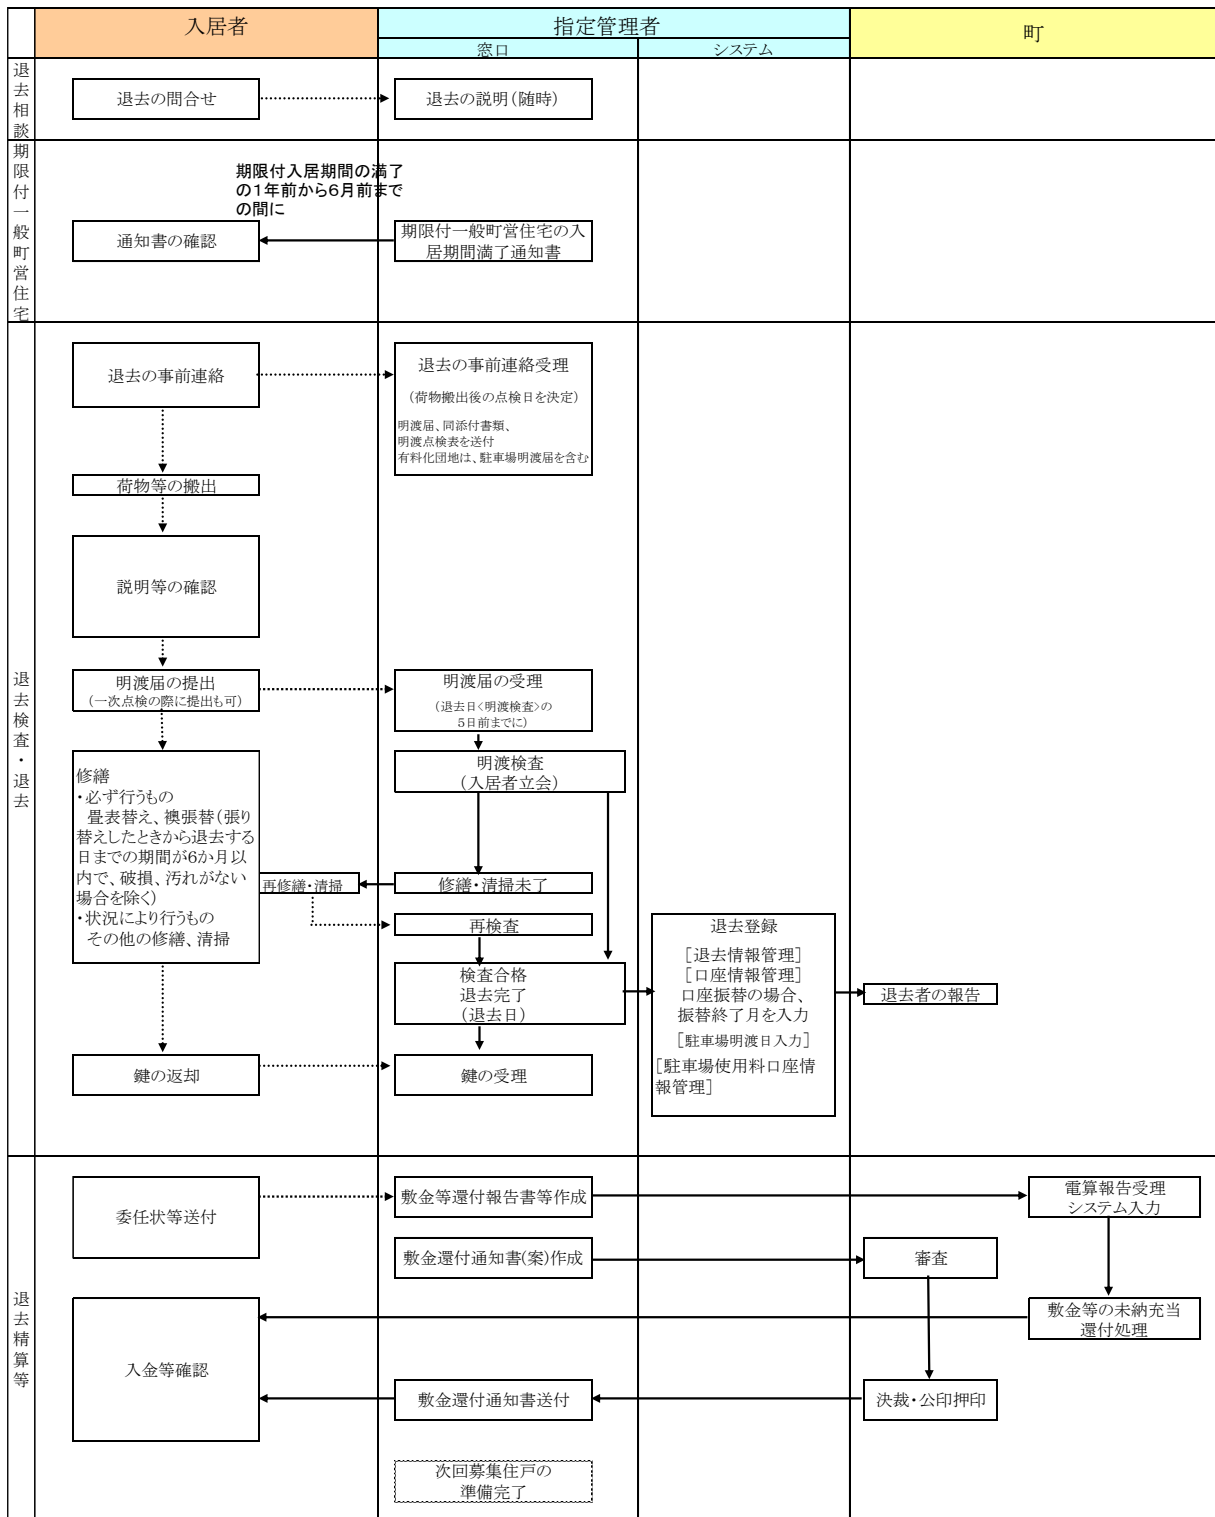 入居者
指定管理者
町
窓口
システム
退去相談
退去の問合せ
退去の説明(随時)
期限付一般町営住宅
期限付入居期間の満了
の1年前から6月前まで
の間に
通知書の確認
期限付一般町営住宅の入
居期間満了通知書
退去検査・退去
退去の事前連絡
退去の事前連絡受理
(荷物搬出後の点検日を決定)
明渡届、同添付書類、
明渡点検表を送付
有料化団地は、駐車場明渡届を含む
荷物等の搬出
説明等の確認
明渡届の提出
(一次点検の際に提出も可)
明渡届の受理
(退去日<明渡検査>の
5日前までに)
明渡検査
(入居者立会)
修繕
・必ず行うもの
畳表替え、襖張替(張り
替えしたときから退去する
日までの期間が6か月以
内で、破損、汚れがない
場合を除く)
・状況により行うもの
その他の修繕、清掃
再修繕・清掃
修繕・清掃未了
再検査
検査合格
退去完了
(退去日)
退去登録
[退去情報管理]
[口座情報管理]
口座振替の場合、
振替終了月を入力
[駐車場明渡日入力]
[駐車場使用料口座情
報管理]
退去者の報告
鍵の返却
鍵の受理
退去精算等
委任状等送付
敷金等還付報告書等作成
電算報告受理
システム入力
敷金還付通知書(案)作成
審査
敷金等の未納充当
還付処理
入金等確認
敷金還付通知書送付
決裁・公印押印
次回募集住戸の
準備完了